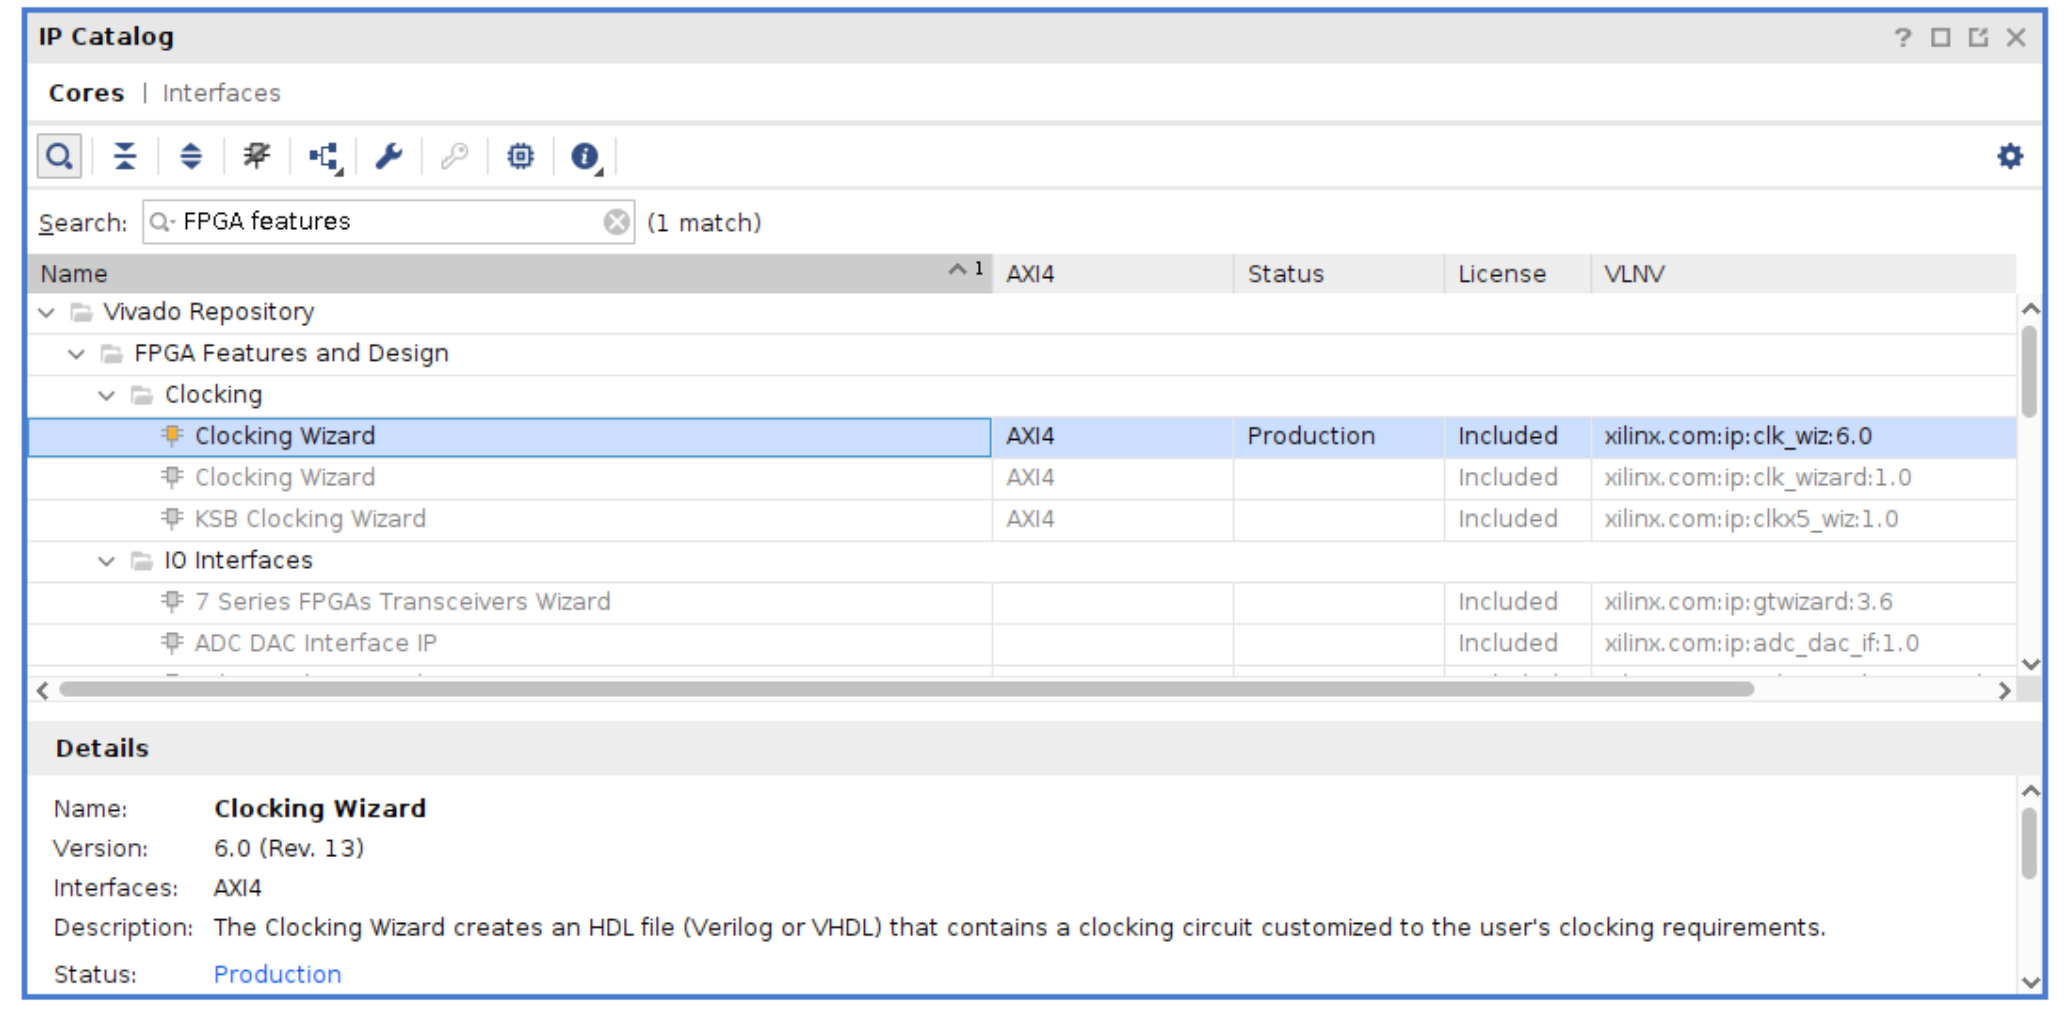 IP Catalog
Cores | Interfaces
Search: FPGA features (1 match)
Name 1 AXI4 Status License VLNV
Vivado Repository
FPGA Features and Design
Clocking
Clocking Wizard AXI4 Production Included xilinx.com:ip:clk_wiz:6.0
Clocking Wizard AXI4 Included xilinx.com:ip:clk_wizard:1.0
KSB Clocking Wizard AXI4 Included xilinx.com:ip:clkx5_wiz:1.0
IO Interfaces
7 Series FPGAs Transceivers Wizard Included xilinx.com:ip:gtwizard:3.6
ADC DAC Interface IP Included xilinx.com:ip:adc_dac_if:1.0
Details
Name: Clocking Wizard
Version: 6.0 (Rev. 13)
Interfaces: AXI4
Description: The Clocking Wizard creates an HDL file (Verilog or VHDL) that contains a clocking circuit customized to the user's clocking requirements.
Status: Production